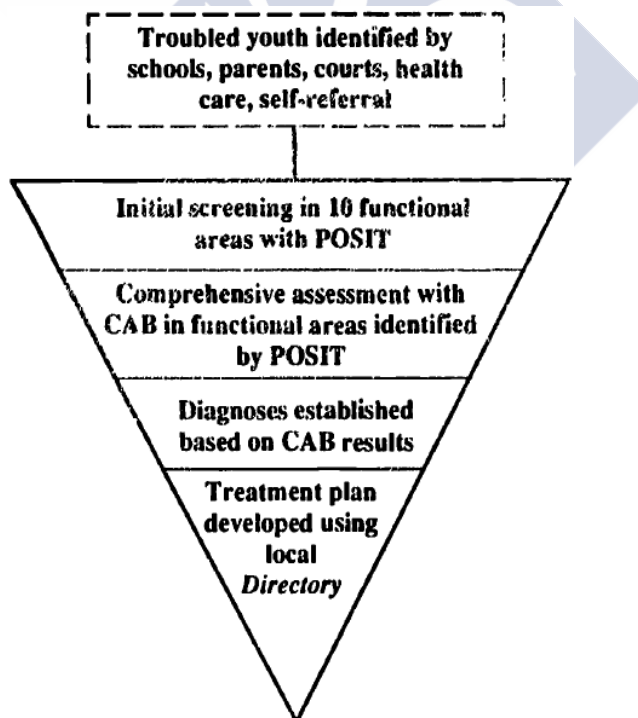 Troubled youth identified by
schools, parents, courts, health
care, self-referral
Initial screening in 10 functional
areas with POSIT
Comprehensive assessment with
CAB in functional areas identified
by POSIT
Diagnoses established
based on CAB results
Treatment plan
developed using
local
Directory